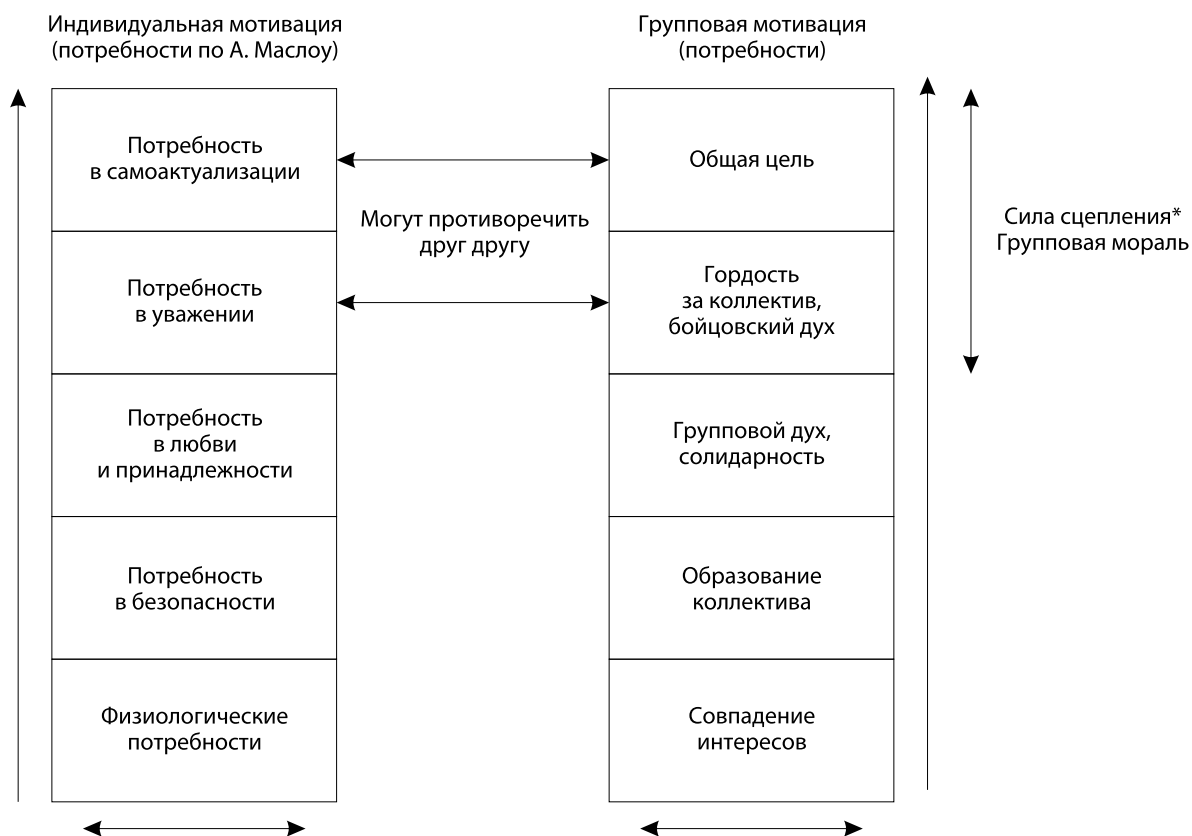 Индивидуальная мотивация
(потребности по А. Маслоу)
Групповая мотивация
(потребности)
Потребность
в самоактуализации
Общая цель
Могут противоречить
друг другу
Сила сцепления*
Групповая мораль
Потребность
в уважении
Гордость
за коллектив,
бойцовский дух
Потребность
в любви
и принадлежности
Групповой дух,
солидарность
Потребность
в безопасности
Образование
коллектива
Физиологические
потребности
Совпадение
интересов